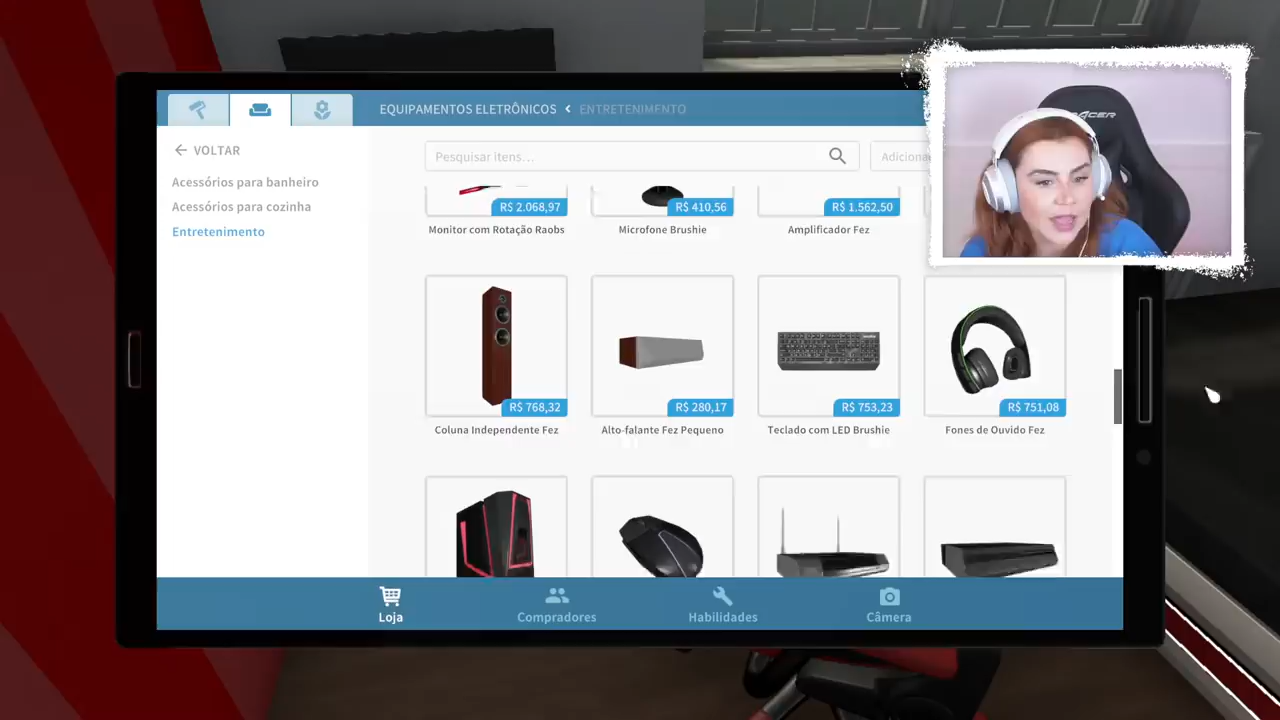 EQUIPAMENTOS ELETRÔNICOS < ENTRETENIMENTO
VOLTAR
Acessórios para banheiro
Acessórios para cozinha
Entretenimento
Pesquisar itens...
Adiciona
R$ 2.068,97
R$ 410,56
R$ 1.562,50
Monitor com Rotação Raobs
Microfone Brushie
Amplificador Fez
R$ 768,32
R$ 280,17
R$ 753,23
R$ 751,08
Coluna Independente Fez
Alto-falante Fez Pequeno
Teclado com LED Brushie
Fones de Ouvido Fez
Loja
Compradores
Habilidades
Câmera